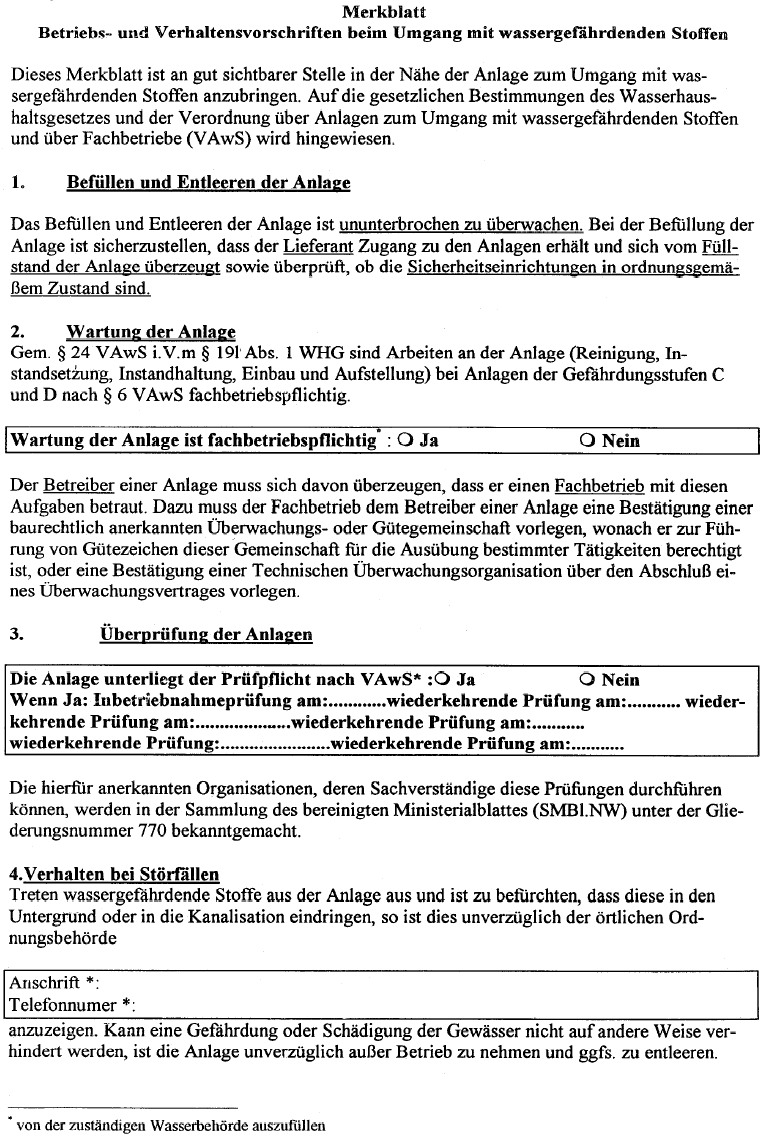 Merkblatt
Betriebs- und Verhaltensvorschriften beim Umgang mit wassergefährdenden Stoffen
Dieses Merkblatt ist an gut sichtbarer Stelle in der Nähe der Anlage zum Umgang mit was-
sergefährdenden Stoffen anzubringen. Auf die gesetzlichen Bestimmungen des Wasserhaus-
haltsgesetzes und der Verordnung über Anlagen zum Umgang mit wassergefährdenden Stoffen
und über Fachbetriebe (VAwS) wird hingewiesen.
1. Befüllen und Entleeren der Anlage
Das Befüllen und Entleeren der Anlage ist ununterbrochen zu überwachen. Bei der Befüllung der
Anlage ist sicherzustellen, dass der Lieferant Zugang zu den Anlagen erhält und sich vom Füll-
stand der Anlage überzeugt sowie überprüft, ob die Sicherheitseinrichtungen in ordnungsgemä-
ßem Zustand sind.
2. Wartung der Anlage
Gem. § 24 VAwS i.V.m § 19l Abs. 1 WHG sind Arbeiten an der Anlage (Reinigung, In-
standsetzung, Instandhaltung, Einbau und Aufstellung) bei Anlagen der Gefährdungsstufen C
und D nach § 6 VAwS fachbetriebspflichtig.
Wartung der Anlage ist fachbetriebspflichtig* : O Ja O Nein
Der Betreiber einer Anlage muss sich davon überzeugen, dass er einen Fachbetrieb mit diesen
Aufgaben betraut. Dazu muss der Fachbetrieb dem Betreiber einer Anlage eine Bestätigung einer
baurechtlich anerkannten Überwachungs- oder Gütegemeinschaft vorlegen, wonach er zur Füh-
rung von Gütezeichen dieser Gemeinschaft für die Ausübung bestimmter Tätigkeiten berechtigt
ist, oder eine Bestätigung einer Technischen Überwachungsorganisation über den Abschluß ei-
nes Überwachungsvertrages vorlegen.
3. Überprüfung der Anlagen
Die Anlage unterliegt der Prüfpflicht nach VAwS* :O Ja O Nein
Wenn Ja: Inbetriebnahmeprüfung am:............wiederkehrende Prüfung am:........... wieder-
kehrende Prüfung am:....................wiederkehrende Prüfung am:...........
wiederkehrende Prüfung:.......................wiederkehrende Prüfung am:...........
Die hierfür anerkannten Organisationen, deren Sachverständige diese Prüfungen durchführen
können, werden in der Sammlung des bereinigten Ministerialblattes (SMBl.NW) unter der Glie-
derungsnummer 770 bekanntgemacht.
4.Verhalten bei Störfällen
Treten wassergefährdende Stoffe aus der Anlage aus und ist zu befürchten, dass diese in den
Untergrund oder in die Kanalisation eindringen, so ist dies unverzüglich der örtlichen Ord-
nungsbehörde
Anschrift *:
Telefonnumer *:
anzuzeigen. Kann eine Gefährdung oder Schädigung der Gewässer nicht auf andere Weise ver-
hindert werden, ist die Anlage unverzüglich außer Betrieb zu nehmen und ggfs. zu entleeren.
* von der zuständigen Wasserbehörde auszufüllen